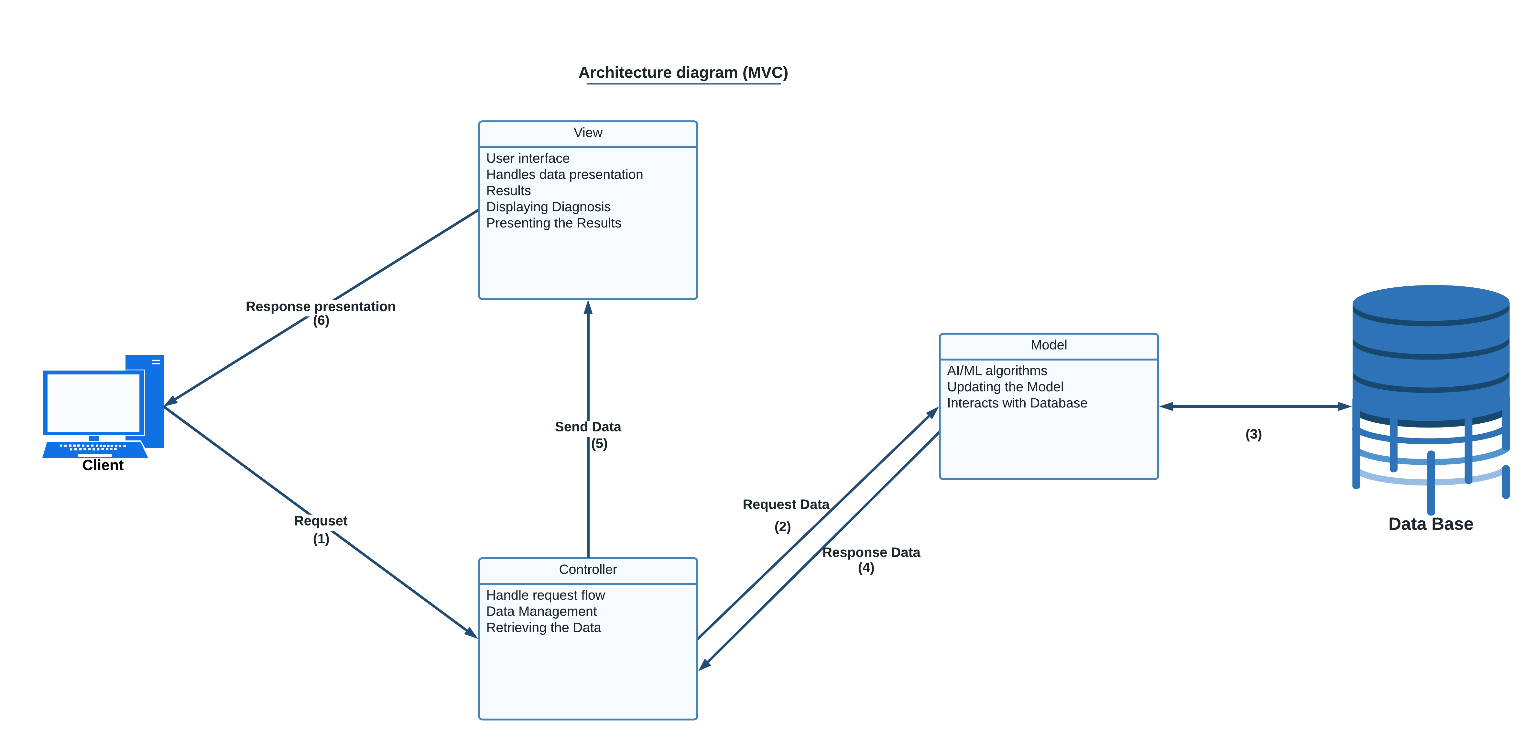 Architecture diagram (MVC)
View
User interface
Handles data presentation
Results
Displaying Diagnosis
Presenting the Results
Response presentation
(6)
Client
Requset
(1)
Send Data
(5)
Controller
Handle request flow
Data Management
Retrieving the Data
Request Data
(2)
Response Data
(4)
Model
AI/ML algorithms
Updating the Model
Interacts with Database
(3)
Data Base